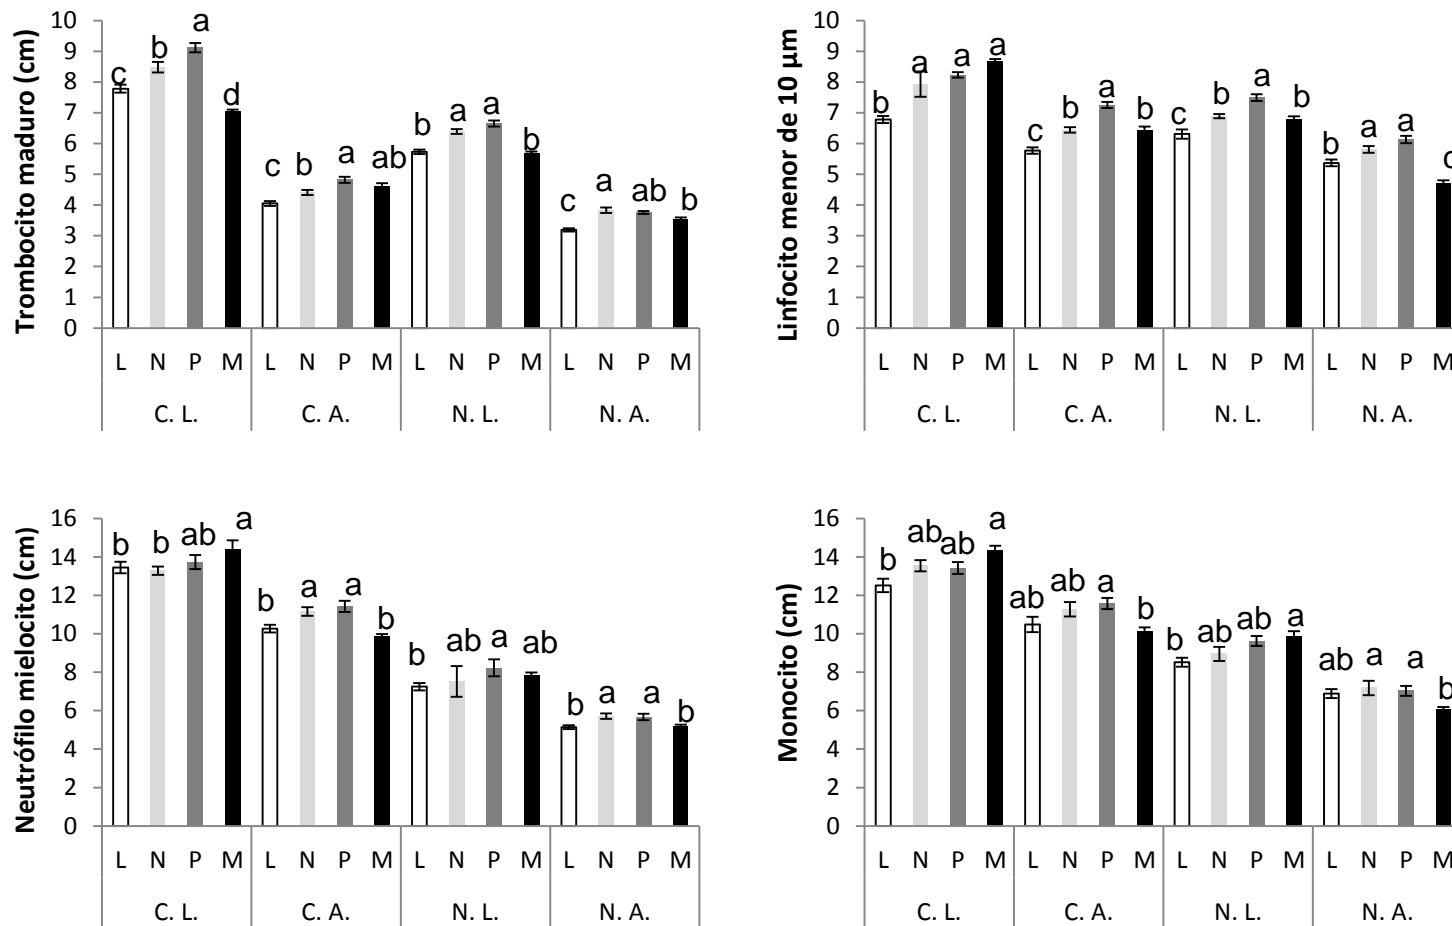 Trombocito maduro (cm)
10
9
8
7
6
5
4
3
2
1
0
c b a d
c b a ab
b a a b
c a ab b
L N P M L N P M L N P M L N P M
C. L. C. A. N. L. N. A.
Linfocito menor de 10 µm
10
9
8
7
6
5
4
3
2
1
0
b a a a
c b a b
c b a b
b a a c
L N P M L N P M L N P M L N P M
C. L. C. A. N. L. N. A.
Neutrófilo mielocito (cm)
16
14
12
10
8
6
4
2
0
b b ab a
b a a b
b ab a ab
b a a b
L N P M L N P M L N P M L N P M
C. L. C. A. N. L. N. A.
Monocito (cm)
16
14
12
10
8
6
4
2
0
b ab ab a
ab ab a b
b ab ab a
ab a a b
L N P M L N P M L N P M L N P M
C. L. C. A. N. L. N. A.